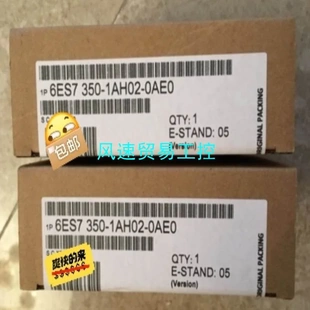 1P 6ES7 350-1AH02-0AE0
QTY: 1
E-STAND: 05
(Version)
ORIGINAL PACKING
包邮
风速贸易工控
1P 6ES7 350-1AH02-0AE0
QTY: 1
E-STAND: 05
(Version)
ORIGINAL PACKING
爽快的来